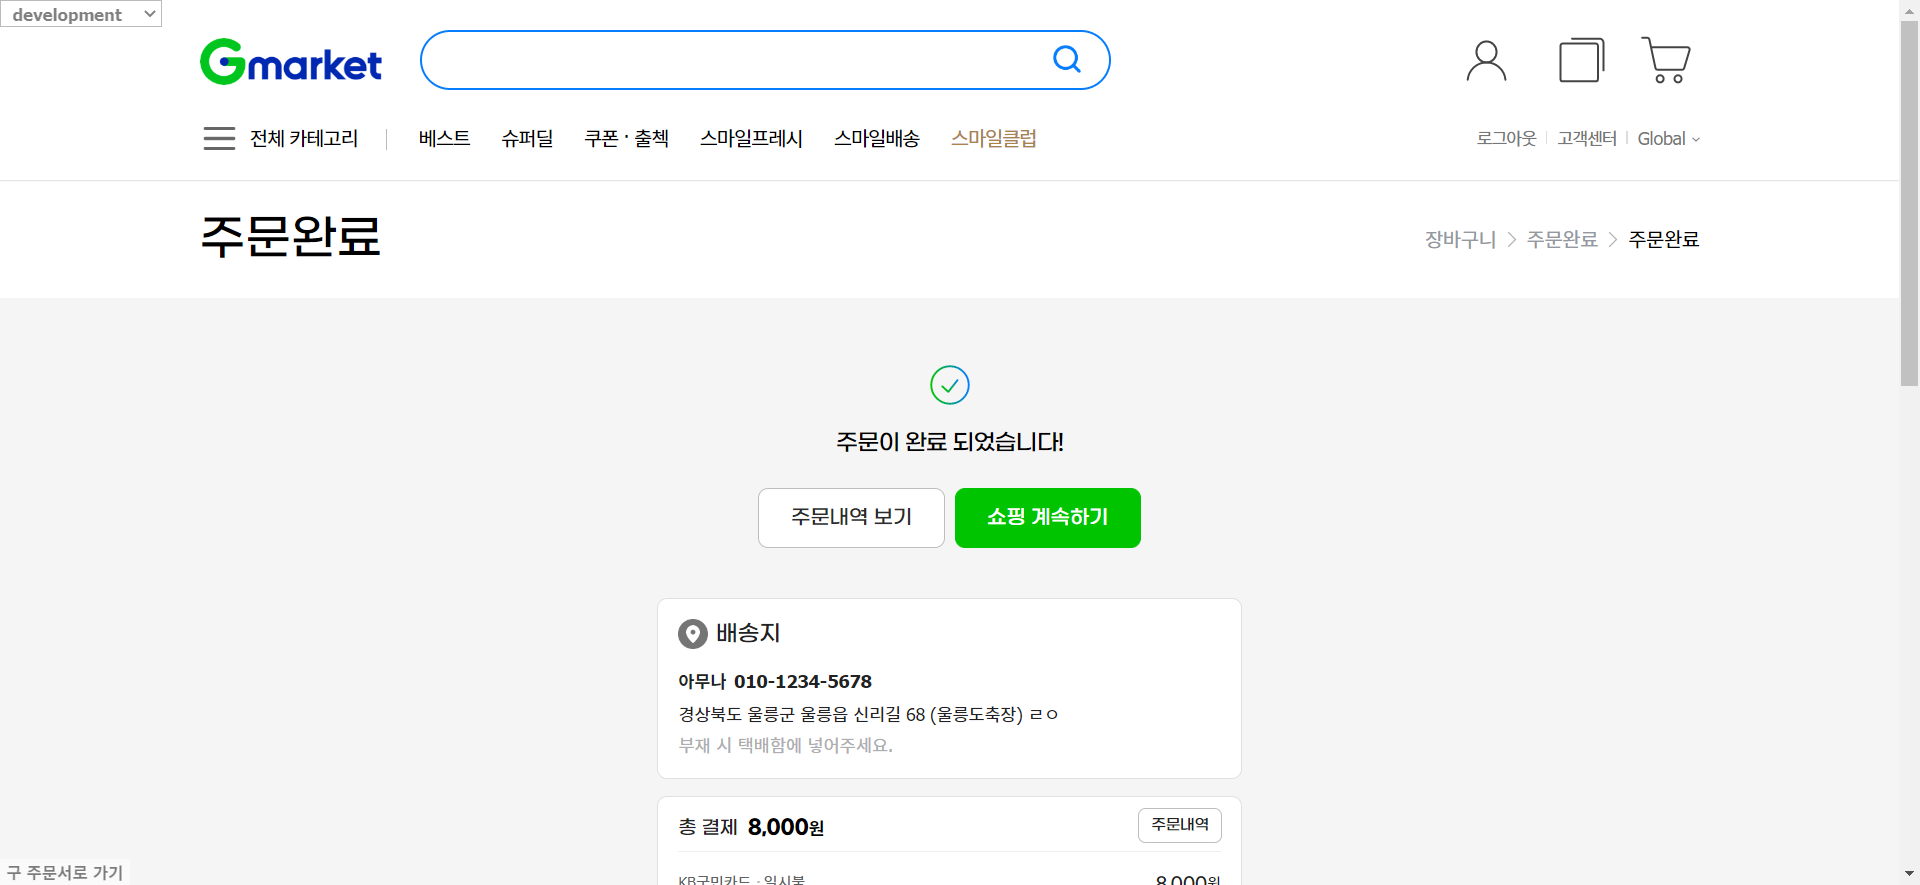 development
Gmarket
전체 카테고리
베스트
슈퍼딜
쿠폰 · 출첵
스마일프레시
스마일배송
스마일클럽
로그아웃
고객센터
Global
주문완료
장바구니 > 주문완료 > 주문완료
주문이 완료 되었습니다!
주문내역 보기
쇼핑 계속하기
배송지
아무나 010-1234-5678
경상북도 울릉군 울릉읍 신리길 68 (울릉도축장) ㄹㅇ
부재 시 택배함에 넣어주세요.
총 결제 8,000원
주문내역
KB국민카드 · 일시불
8,000원
구 주문서로 가기